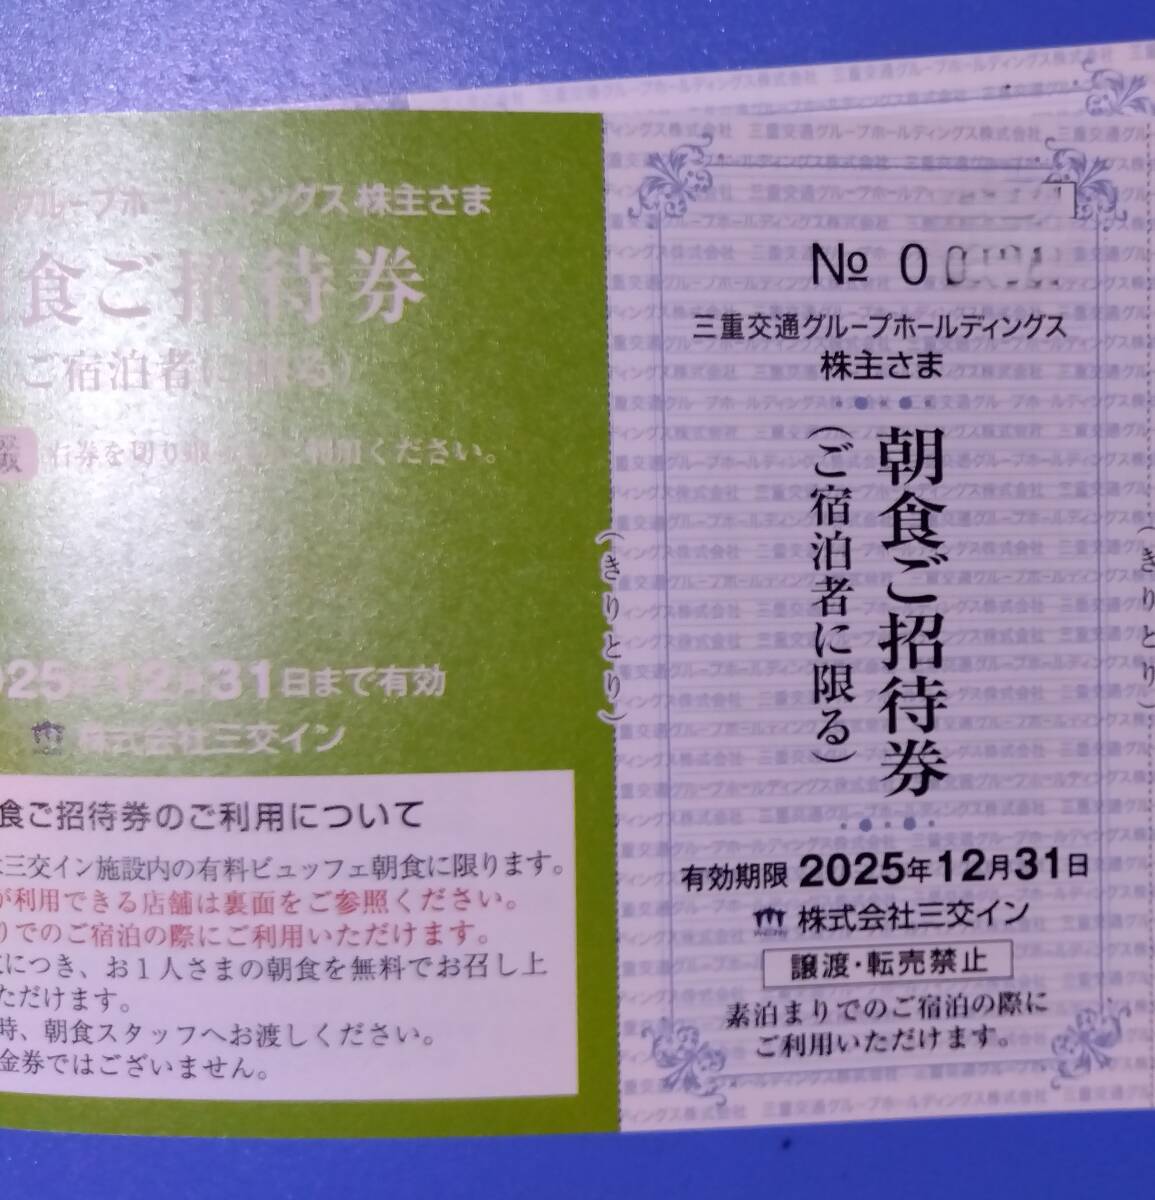 グループホールディングス 株主さま
食ご招待券
ご宿泊者に限る)
行券を切り取 利用ください。
025年12月31日まで有効
株式会社三交イン
食ご招待券のご利用について
三交イン施設内の有料ビュッフェ朝食に限ります。
が利用できる店舗は裏面をご参照ください。
りでのご宿泊の際にご利用いただけます。
につき、お1人さまの朝食を無料でお召し上
ただけます。
時、朝食スタッフへお渡しください。
金券ではございません。
(きりとり)
№ 0
三重交通グループホールディングス
株主さま
朝食ご招待券
(ご宿泊者に限る)
有効期限 2025年12月31日
株式会社三交イン
譲渡・転売禁止
素泊まりでのご宿泊の際に
ご利用いただけます。
(きりとり)